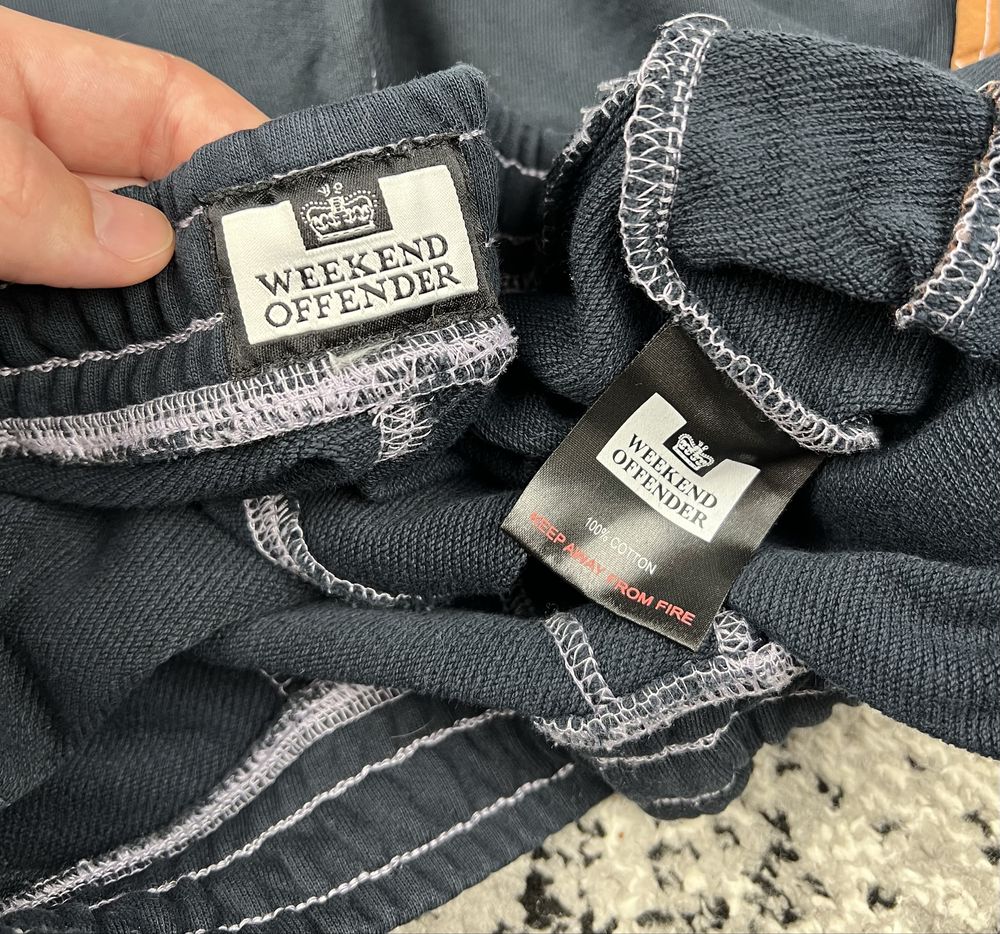 WEEKEND
OFFENDER
WEEKEND
OFFENDER
100% COTTON
KEEP AWAY FROM FIRE